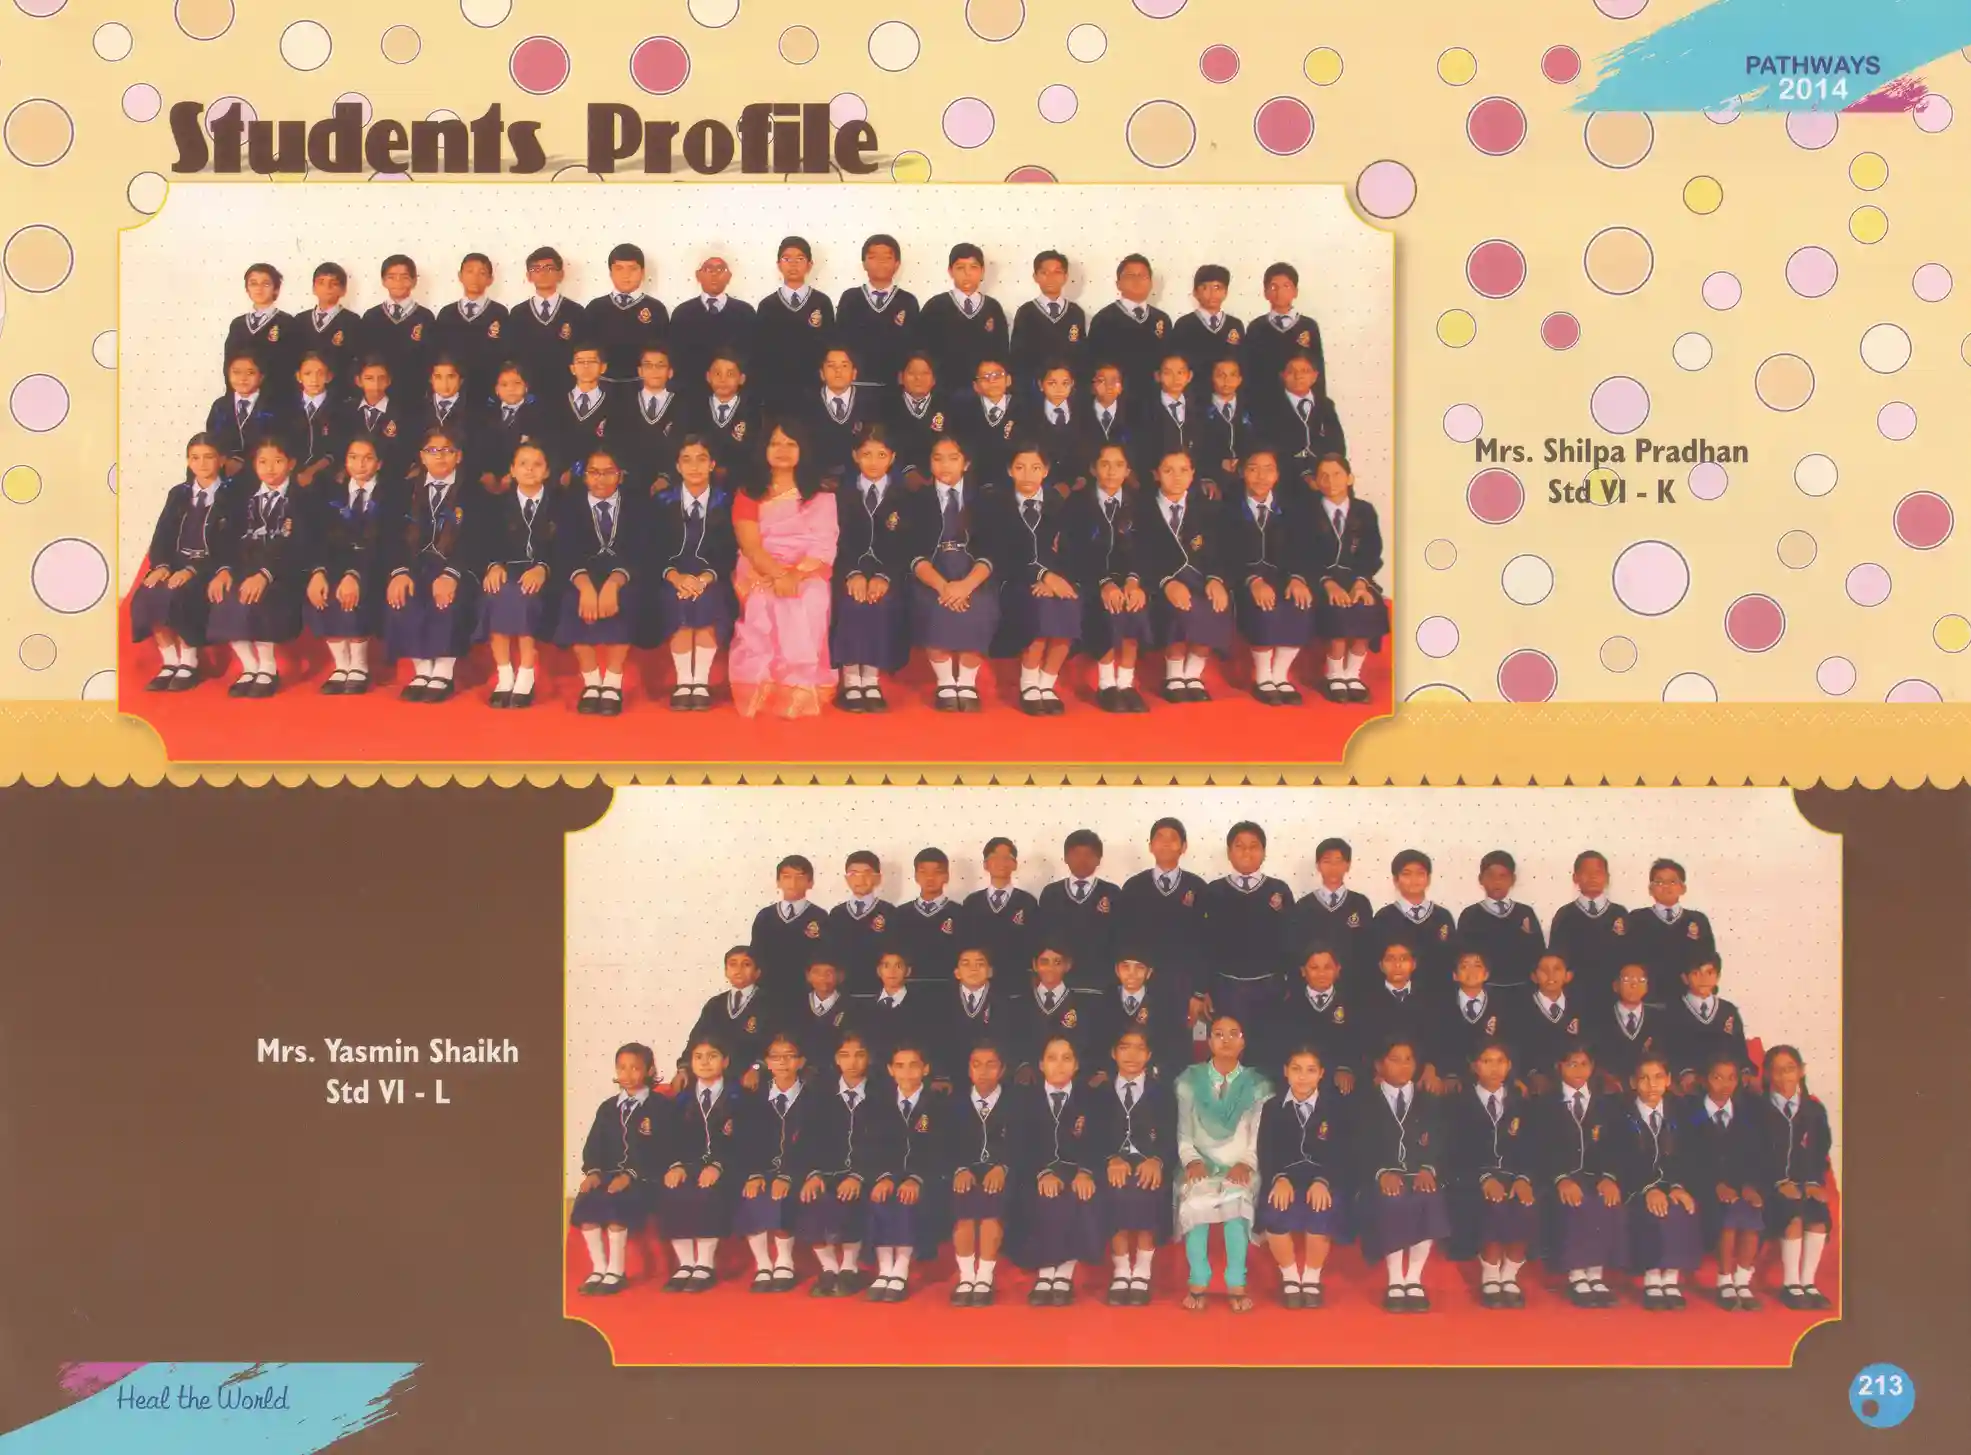 PATHWAYS
2014
Students Profile
Mrs. Shilpa Pradhan
Std VI - K
Mrs. Yasmin Shaikh
Std VI - L
Heal the World
213